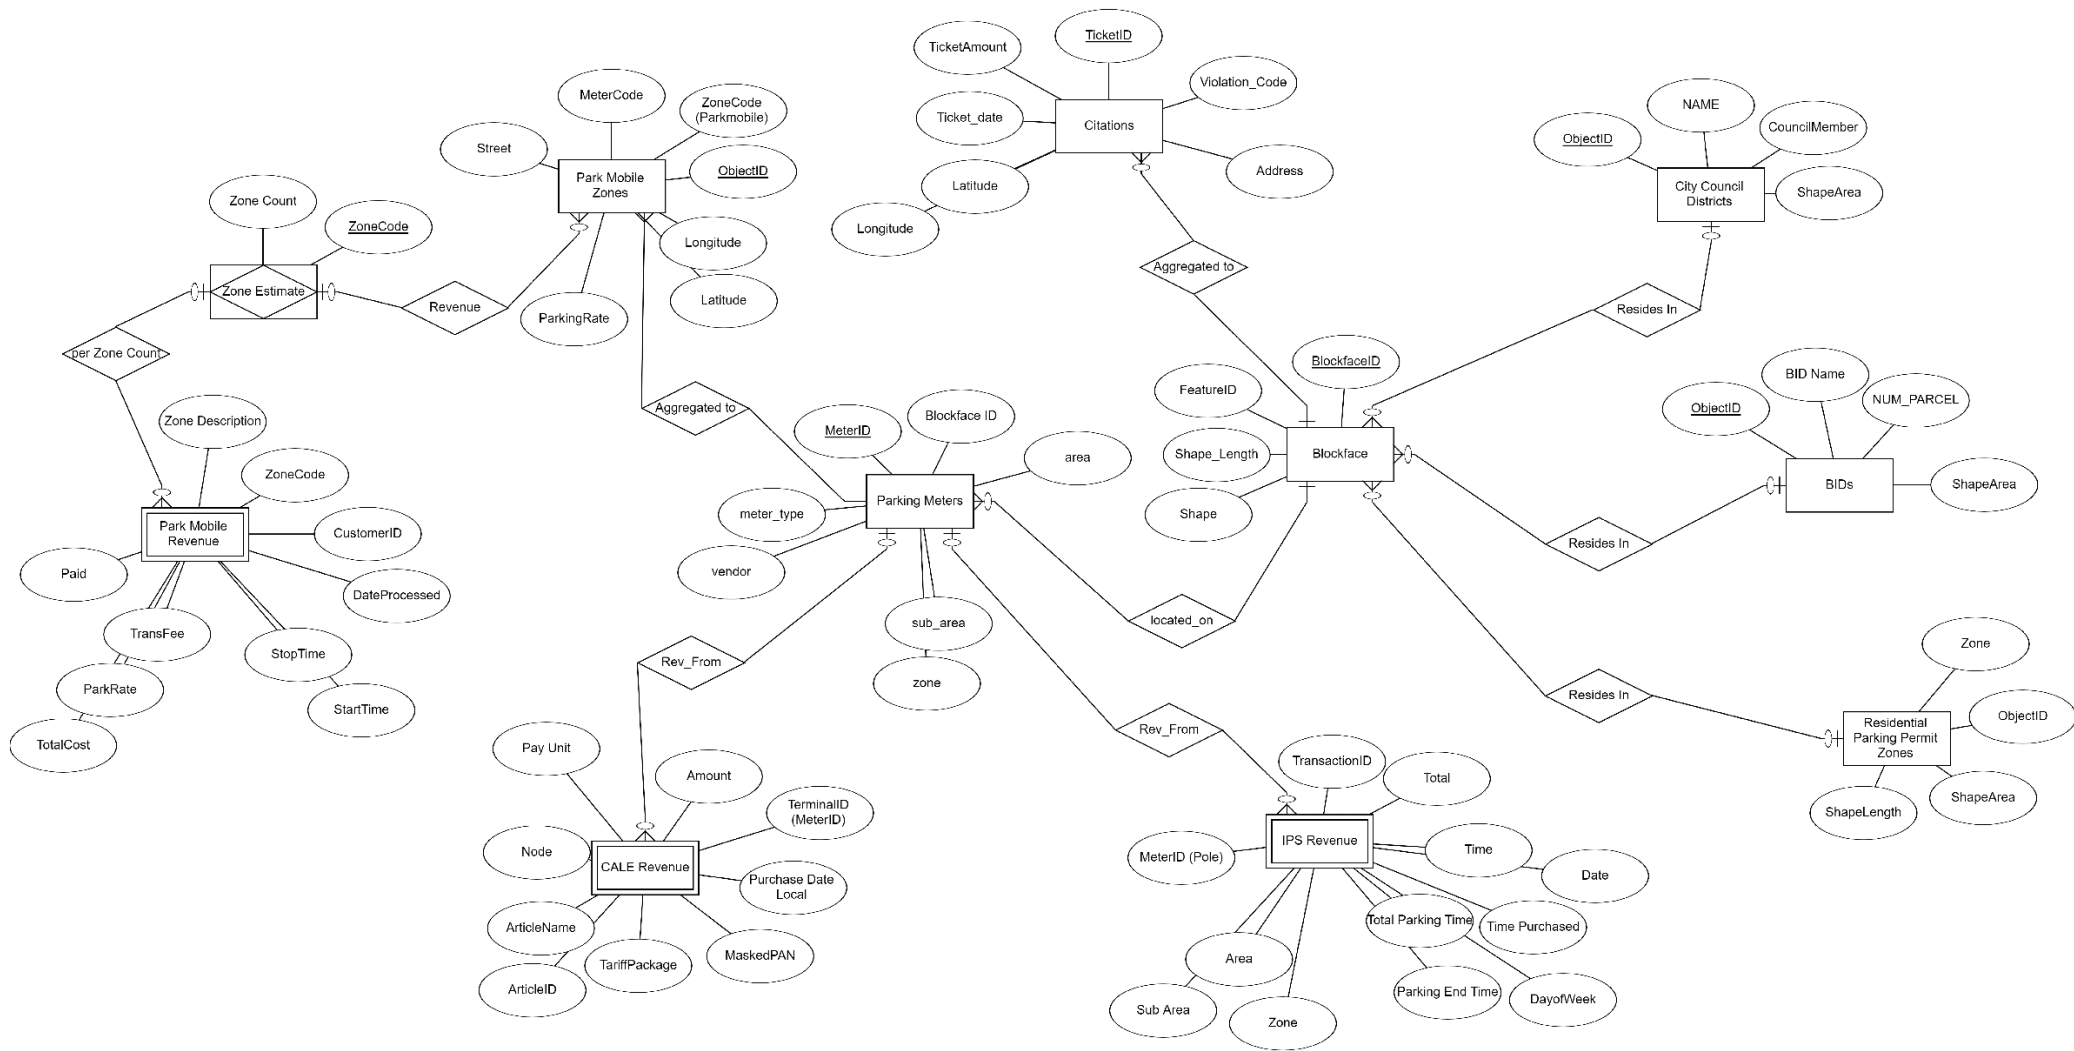 TicketAmount
TicketID
Violation_Code
Ticket_date
Citations
Latitude
Longitude
Address
MeterCode
ZoneCode
(Parkmobile)
Street
Park Mobile
Zones
ObjectID
Longitude
Latitude
ParkingRate
Zone Count
ZoneCode
Zone Estimate
Revenue
per Zone Count
NAME
ObjectID
CouncilMember
City Council
Districts
ShapeArea
Aggregated to
Resides In
BlockfaceID
FeatureID
Shape_Length
Blockface
Shape
BID Name
ObjectID
NUM_PARCEL
BIDs
ShapeArea
Resides In
Aggregated to
MeterID
Blockface ID
area
Parking Meters
meter_type
vendor
sub_area
zone
located_on
Zone Description
ZoneCode
Park Mobile
Revenue
CustomerID
Paid
DateProcessed
TransFee
StopTime
ParkRate
StartTime
TotalCost
Rev_From
Rev_From
Resides In
Zone
ObjectID
Residential
Parking Permit
Zones
ShapeArea
ShapeLength
Pay Unit
Amount
TerminalID
(MeterID)
Node
CALE Revenue
Purchase Date
Local
ArticleName
MaskedPAN
TariffPackage
ArticleID
TransactionID
Total
MeterID (Pole)
IPS Revenue
Time
Date
Total Parking Time
Time Purchased
Area
Parking End Time
DayofWeek
Sub Area
Zone